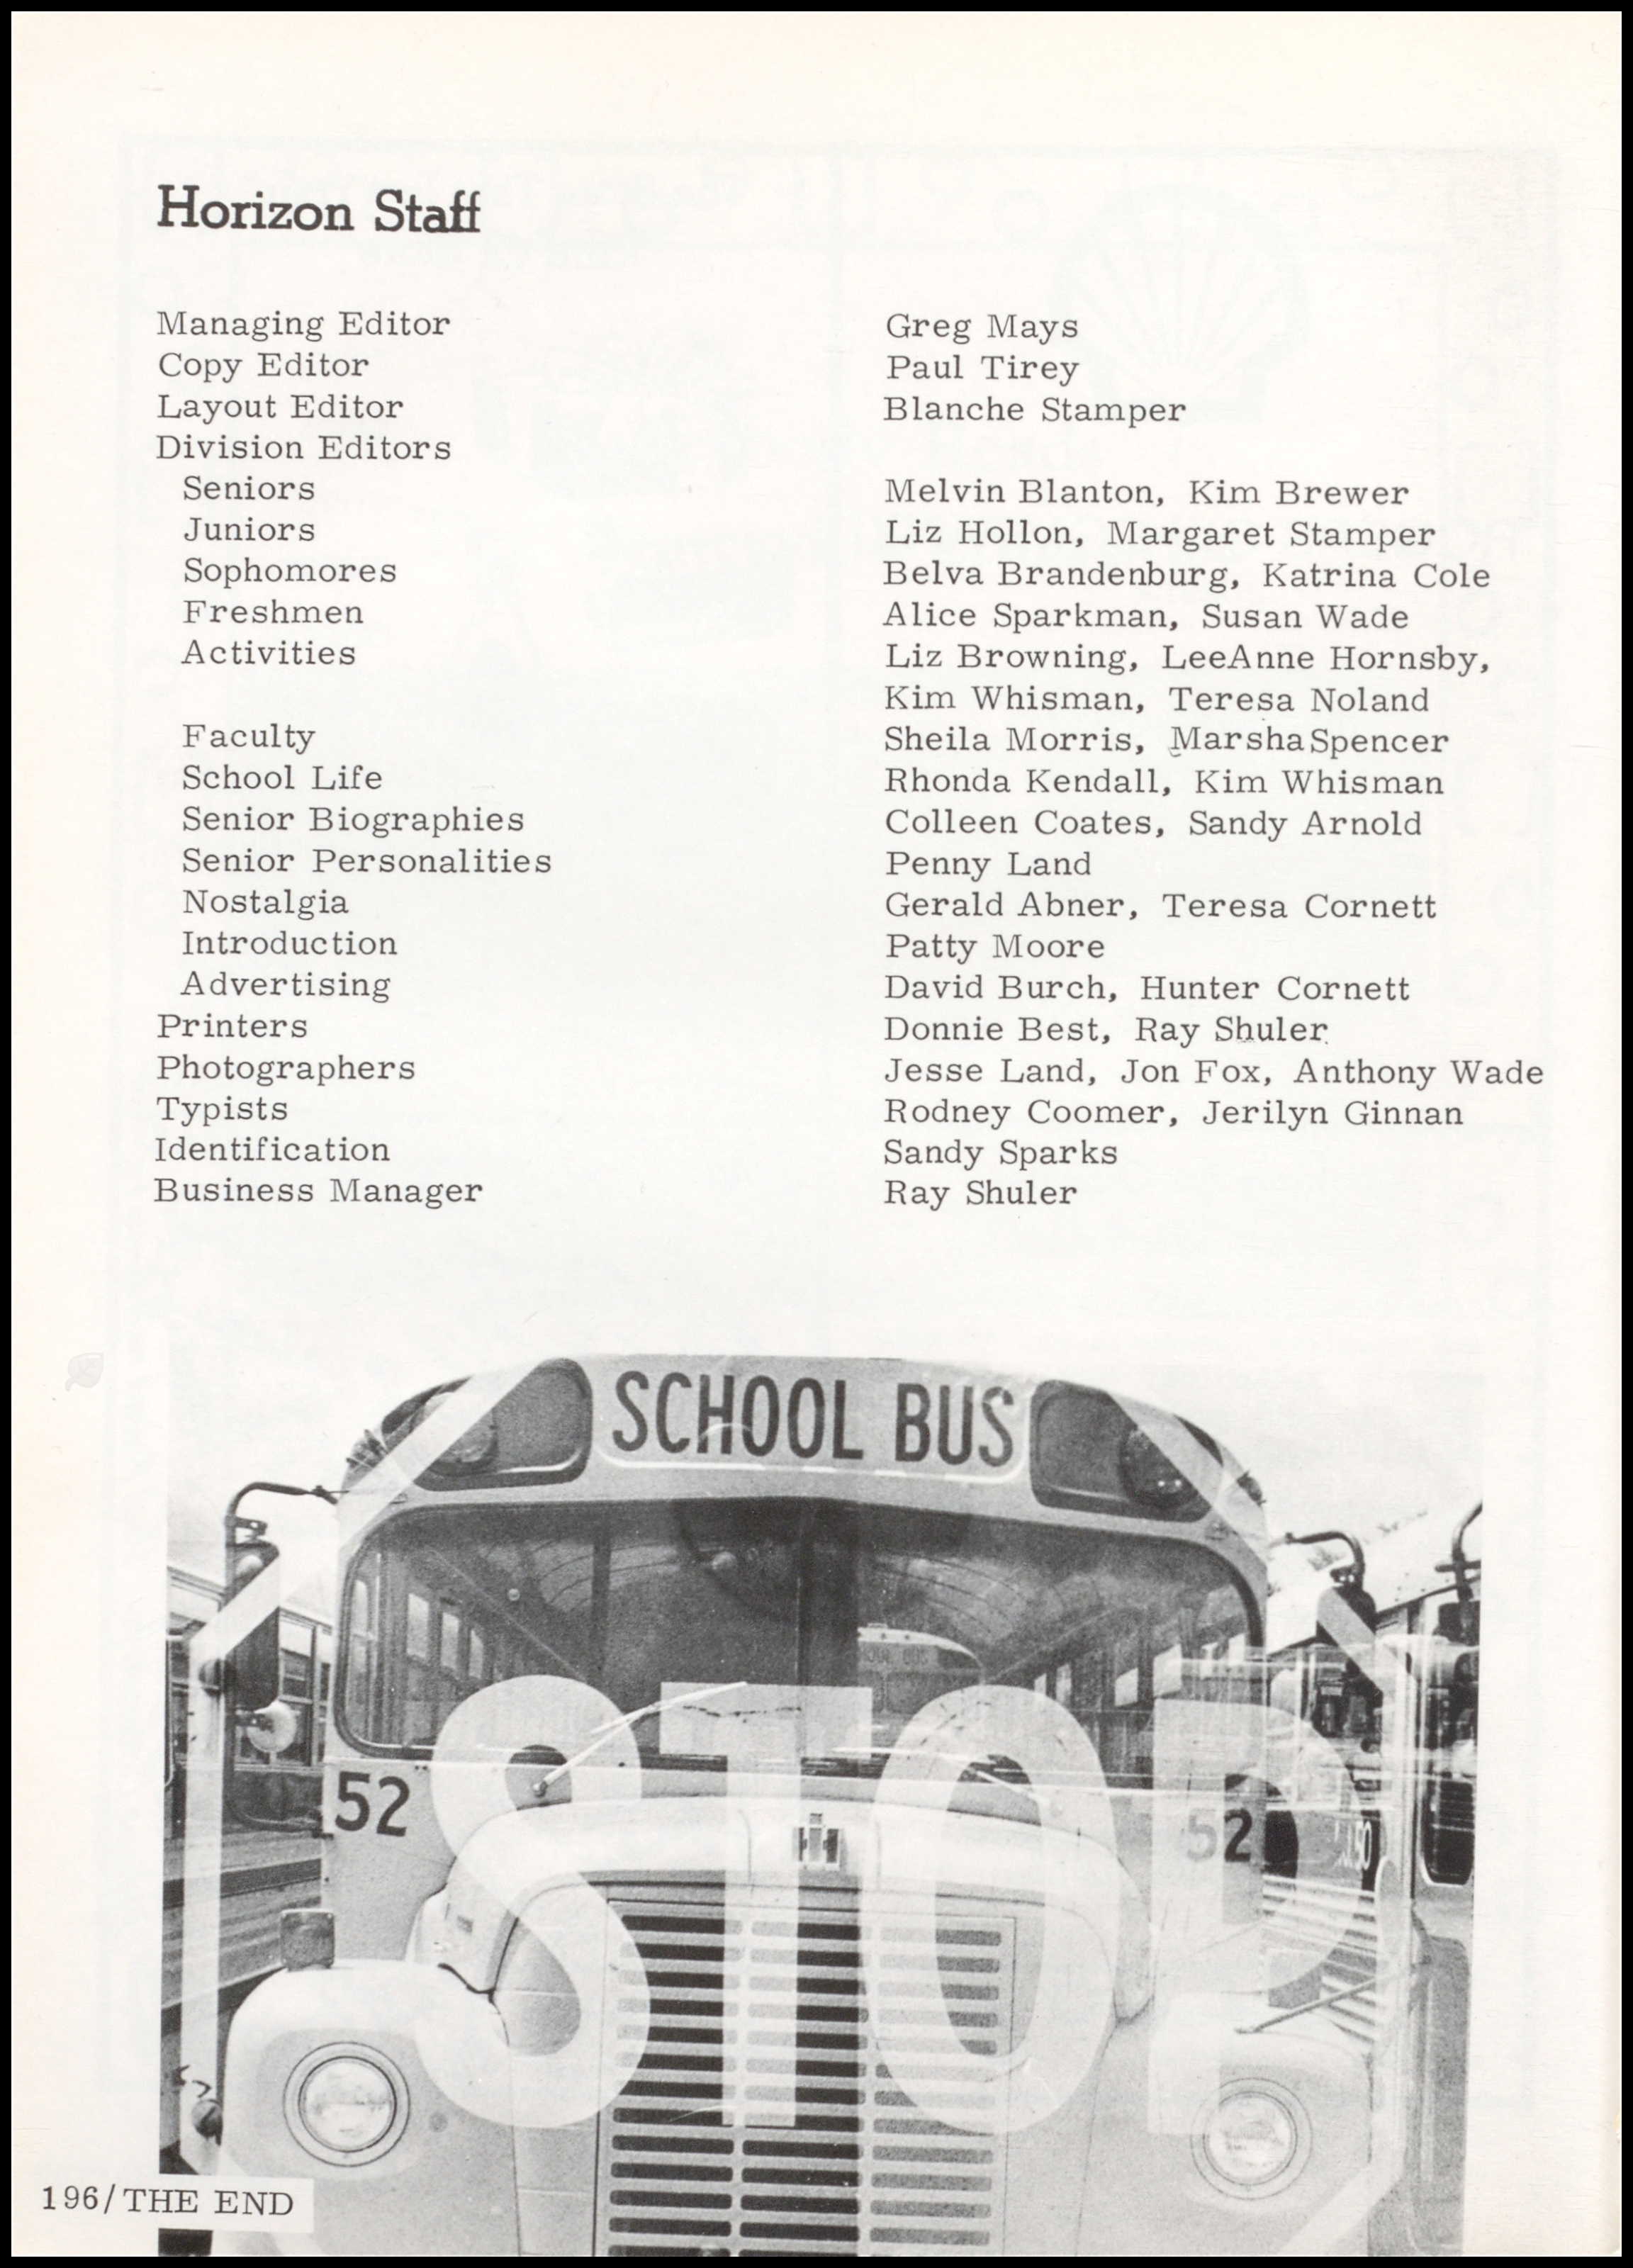 Horizon Staff
Managing Editor Greg Mays
Copy Editor Paul Tirey
Layout Editor Blanche Stamper
Division Editors
Seniors Melvin Blanton, Kim Brewer
Juniors Liz Hollon, Margaret Stamper
Sophomores Belva Brandenburg, Katrina Cole
Freshmen Alice Sparkman, Susan Wade
Activities Liz Browning, LeeAnne Hornsby,
Kim Whisman, Teresa Noland
Faculty Sheila Morris, Marsha Spencer
School Life Rhonda Kendall, Kim Whisman
Senior Biographies Colleen Coates, Sandy Arnold
Senior Personalities Penny Land
Nostalgia Gerald Abner, Teresa Cornett
Introduction Patty Moore
Advertising David Burch, Hunter Cornett
Printers Donnie Best, Ray Shuler
Photographers Jesse Land, Jon Fox, Anthony Wade
Typists Rodney Coomer, Jerilyn Ginnan
Identification Sandy Sparks
Business Manager Ray Shuler
SCHOOL BUS
STOP
52 52
196/THE END